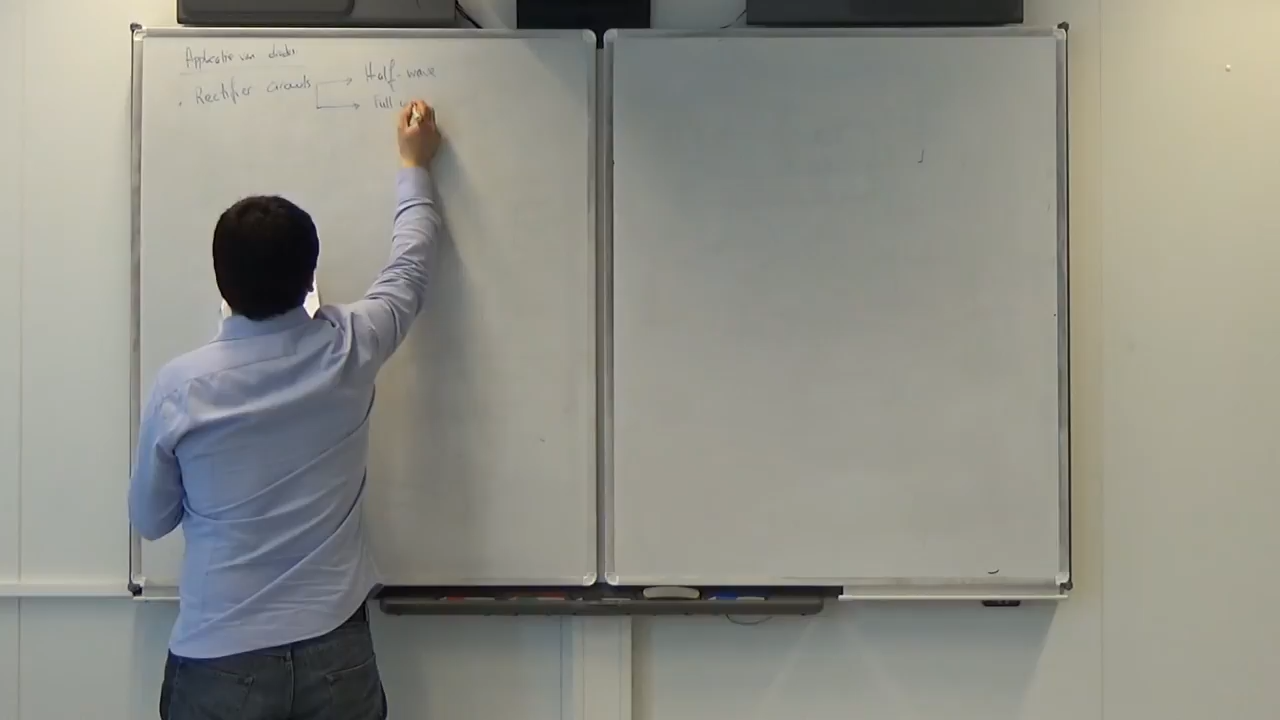 Applicatie van diodes
. Rectifier circuits
Half-wave
Full w